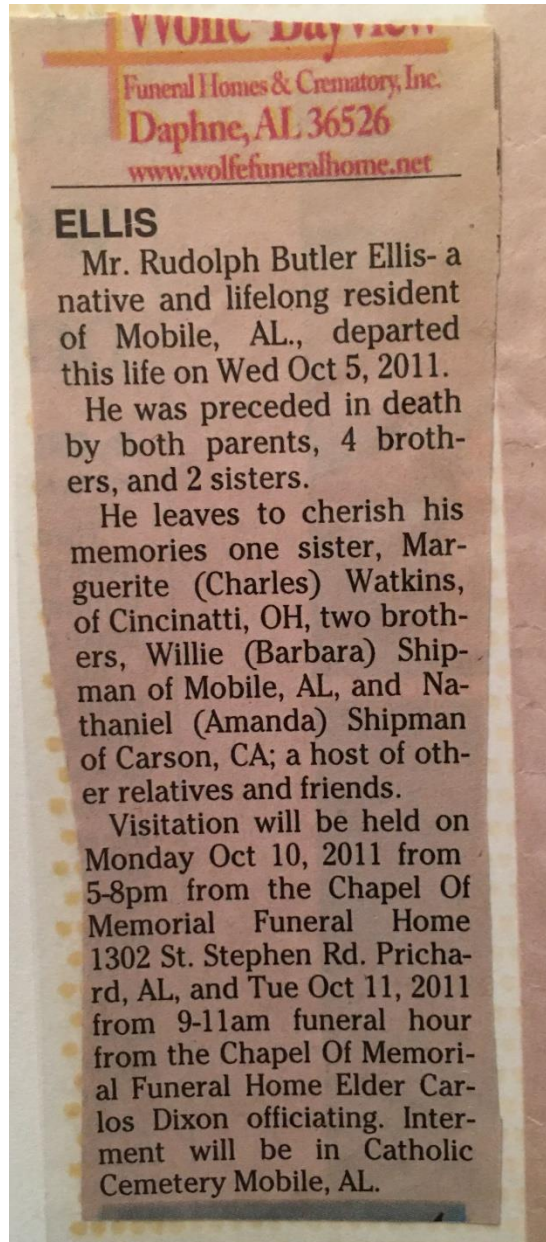 Wolfe-Bayview
Funeral Homes & Crematory, Inc.
Daphne, AL 36526
www.wolfefuneralhome.net
ELLIS
Mr. Rudolph Butler Ellis- a
native and lifelong resident
of Mobile, AL., departed
this life on Wed Oct 5, 2011.
He was preceded in death
by both parents, 4 broth-
ers, and 2 sisters.
He leaves to cherish his
memories one sister, Mar-
guerite (Charles) Watkins,
of Cincinatti, OH, two broth-
ers, Willie (Barbara) Ship-
man of Mobile, AL, and Na-
thaniel (Amanda) Shipman
of Carson, CA; a host of oth-
er relatives and friends.
Visitation will be held on
Monday Oct 10, 2011 from
5-8pm from the Chapel Of
Memorial Funeral Home
1302 St. Stephen Rd. Pricha-
rd, AL, and Tue Oct 11, 2011
from 9-11am funeral hour
from the Chapel Of Memori-
al Funeral Home Elder Car-
los Dixon officiating. Inter-
ment will be in Catholic
Cemetery Mobile, AL.